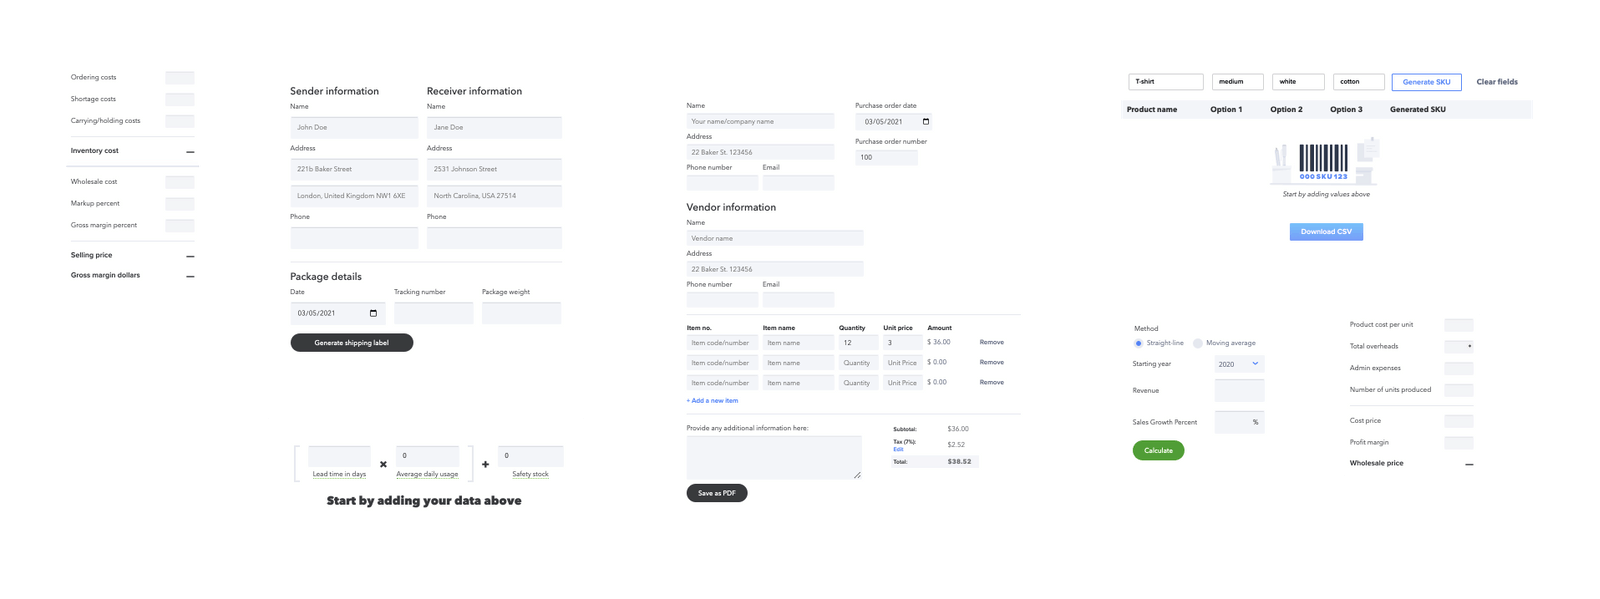 Ordering costs
Shortage costs
Carrying/holding costs
Inventory cost
Wholesale cost
Markup percent
Gross margin percent
Selling price
Gross margin dollars
Sender information
Receiver information
Name
Name
John Doe
Jane Doe
Address
Address
221b Baker Street
2531 Johnson Street
London, United Kingdom NW1 6XE
North Carolina, USA 27514
Phone
Phone
Package details
Date
Tracking number
Package weight
03/05/2021
Generate shipping label
0
0
Lead time in days
Average daily usage
Safety stock
Start by adding your data above
Name
Purchase order date
Your name/company name
03/05/2021
Address
Purchase order number
22 Baker St. 123456
100
Phone number
Email
Vendor information
Name
Vendor name
Address
22 Baker St. 123456
Phone number
Email
Item no.
Item name
Quantity
Unit price
Amount
Item code/number
Item name
12
3
$ 36.00
Remove
Item code/number
Item name
Quantity
Unit Price
$ 0.00
Remove
Item code/number
Item name
Quantity
Unit Price
$ 0.00
Remove
+ Add a new item
Provide any additional information here:
Subtotal:
$36.00
Tax (7%):
$2.52
Edit
Total:
$38.52
Save as PDF
T-shirt
medium
white
cotton
Generate SKU
Clear fields
Product name
Option 1
Option 2
Option 3
Generated SKU
000 SKU 123
Start by adding values above
Download CSV
Method
Straight-line
Moving average
Starting year
2020
Revenue
Sales Growth Percent
%
Calculate
Product cost per unit
Total overheads
Admin expenses
Number of units produced
Cost price
Profit margin
Wholesale price